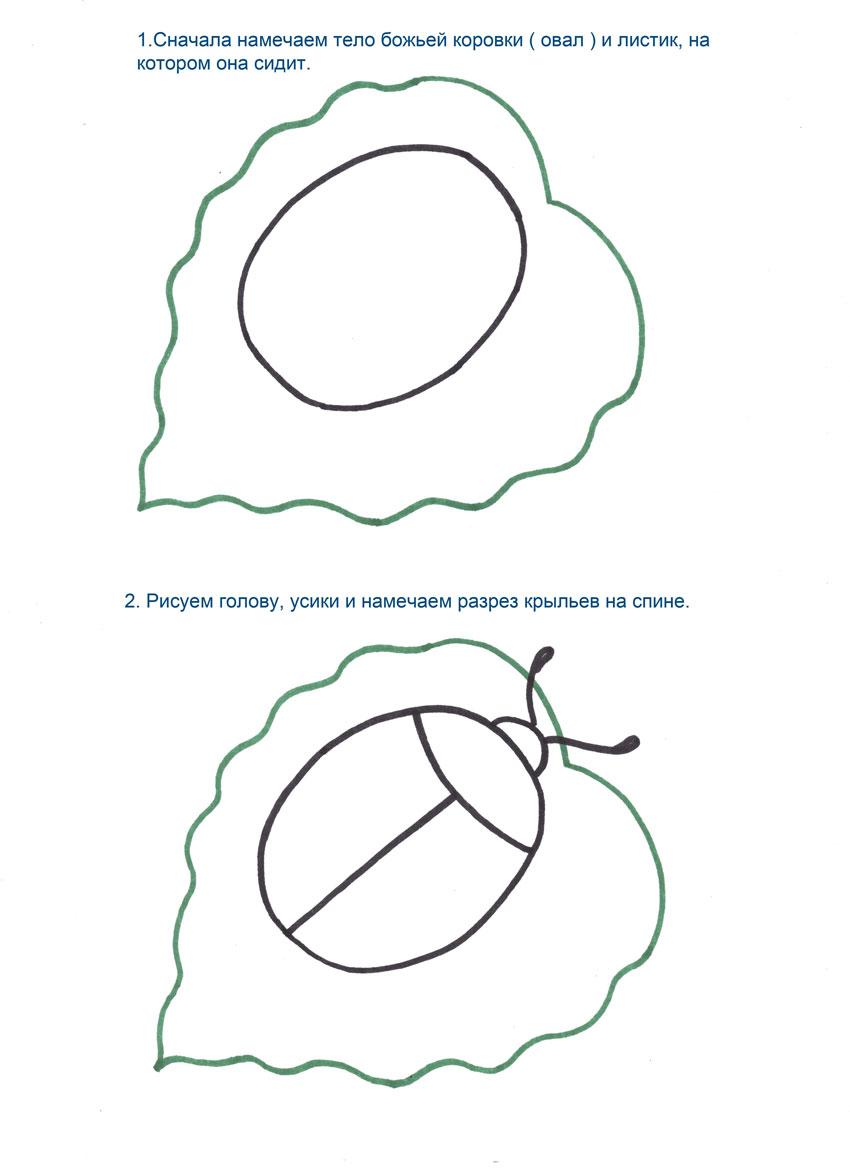 1.Сначала намечаем тело божьей коровки ( овал ) и листик, на
котором она сидит.
2. Рисуем голову, усики и намечаем разрез крыльев на спине.